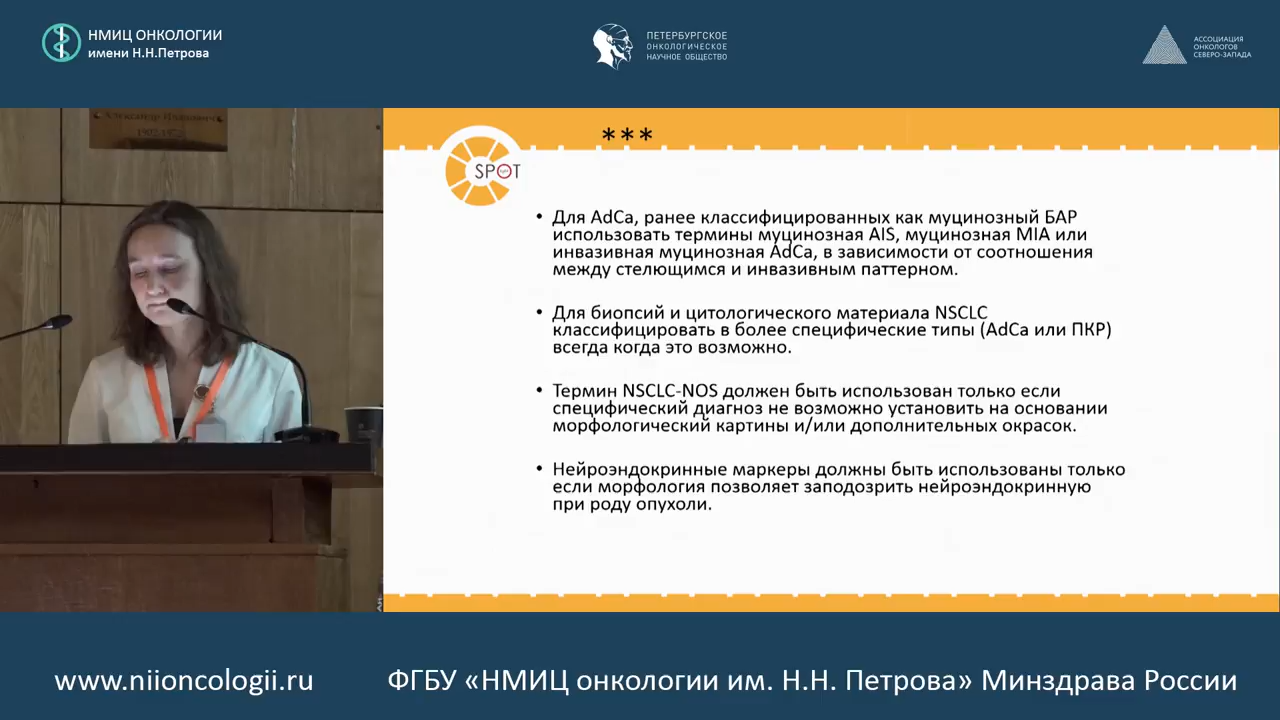 НМИЦ ОНКОЛОГИИ
имени Н.Н.Петрова
ПЕТЕРБУРГСКОЕ
ОНКОЛОГИЧЕСКОЕ
НАУЧНОЕ ОБЩЕСТВО
АССОЦИАЦИЯ
ОНКОЛОГОВ
СЕВЕРО-ЗАПАДА
1902-1972
***
SPOT
• Для AdCa, ранее классифицированных как муцинозный БАР
использовать термины муцинозная AIS, муцинозная MIA или
инвазивная муцинозная AdCa, в зависимости от соотношения
между стелющимся и инвазивным паттерном.
• Для биопсий и цитологического материала NSCLC
классифицировать в более специфические типы (AdCa или ПКР)
всегда когда это возможно.
• Термин NSCLC-NOS должен быть использован только если
специфический диагноз не возможно установить на основании
морфологический картины и/или дополнительных окрасок.
• Нейроэндокринные маркеры должны быть использованы только
если морфология позволяет заподозрить нейроэндокринную
при роду опухоли.
www.niioncologii.ru
ФГБУ «НМИЦ онкологии им. Н.Н. Петрова» Минздрава России